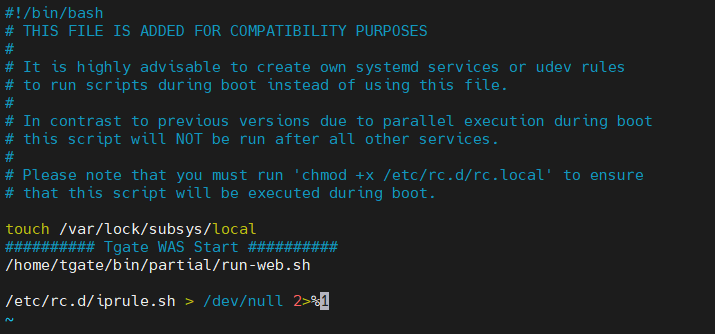 #!/bin/bash
# THIS FILE IS ADDED FOR COMPATIBILITY PURPOSES
#
# It is highly advisable to create own systemd services or udev rules
# to run scripts during boot instead of using this file.
#
# In contrast to previous versions due to parallel execution during boot
# this script will NOT be run after all other services.
#
# Please note that you must run 'chmod +x /etc/rc.d/rc.local' to ensure
# that this script will be executed during boot.

touch /var/lock/subsys/local
########## Tgate WAS Start ##########
/home/tgate/bin/partial/run-web.sh

/etc/rc.d/iprule.sh > /dev/null 2>%1
~